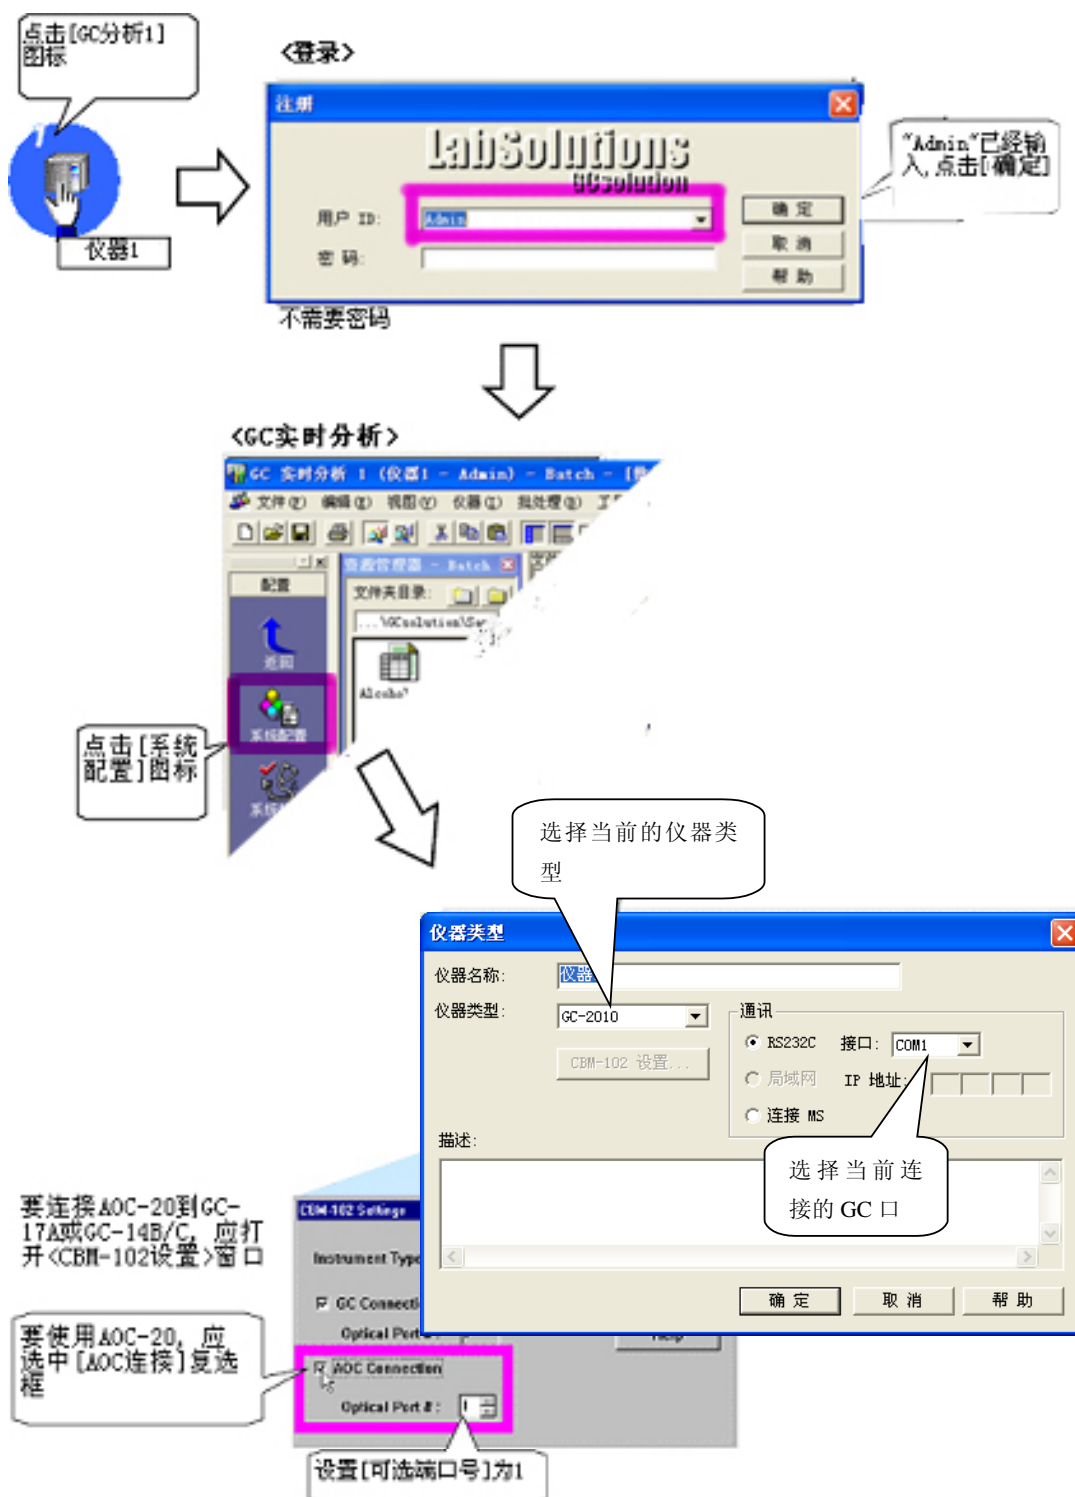 点击[GC分析1]
图标
<登录>
注册
LabSolutions
GCsolution
"Admin"已经输
入,点击[确定]
用户 ID:
Admin
确 定
仪器1
取 消
密 码:
帮 助
不需要密码
<GC实时分析>
GC 实时分析 1 (仪器1 - Admin) - Batch - [
文件(F) 编辑(E) 视图(V) 仪器(I) 批处理(B)
配置
资源管理器 - Batch
文件夹目录:
...\GCsolution\Sa
返回
系统配置
点击[系统
配置]图标
选择当前的仪器类
型
仪器类型
仪器名称:
仪器
仪器类型:
GC-2010
通讯
RS232C 接口: COM1
CBM-102 设置...
局域网 IP 地址:
连接 MS
描述:
选择当前连
接的 GC 口
确 定
取 消
帮 助
要连接AOC-20到GC-
17A或GC-14B/C, 应打
开<CBM-102设置>窗口
CBM-102 Settings
Instrument Type
GC Connecti
Optical Port
Help
要使用AOC-20, 应
选中[AOC连接]复选
框
AOC Connection
Optical Port # : 1
设置[可选端口号]为1